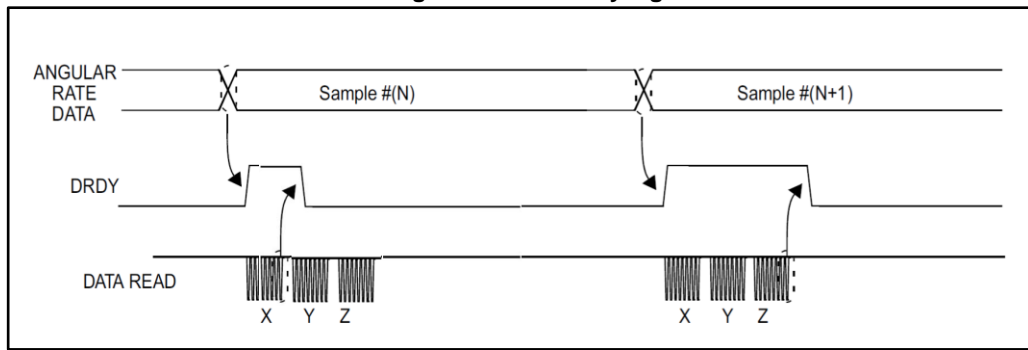 ANGULAR
RATE
DATA
Sample #(N)
Sample #(N+1)
DRDY
DATA READ
X Y Z
X Y Z